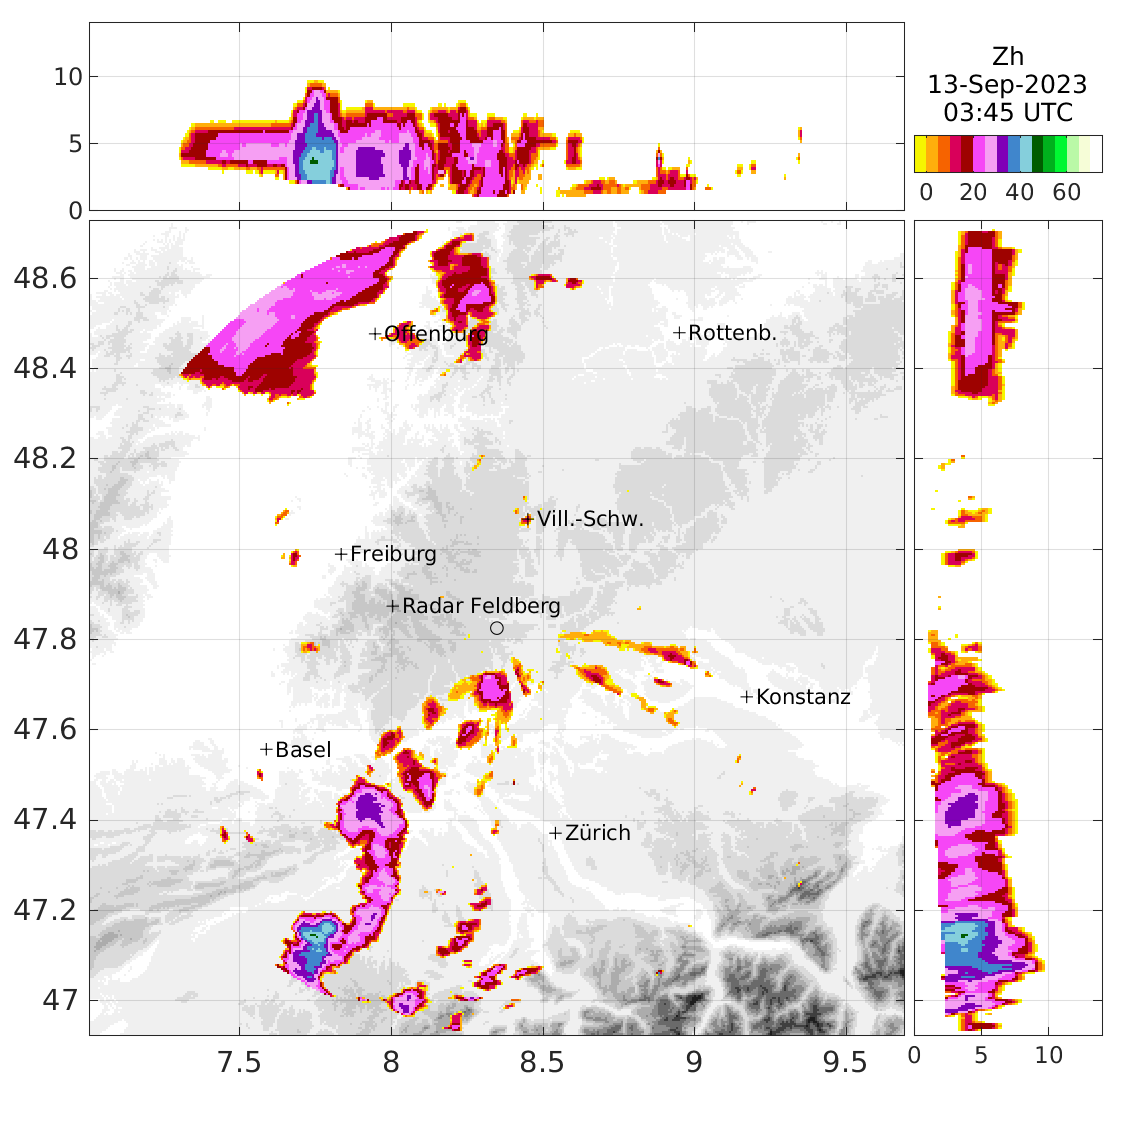 10
5
0
Zh
13-Sep-2023
03:45 UTC
0 20 40 60
48.6
+Offenburg
+Rottenb.
48.4
48.2
+Vill.-Schw.
48
+Freiburg
+Radar Feldberg
47.8
+Konstanz
47.6
+Basel
47.4
+Zürich
47.2
47
7.5 8 8.5 9 9.5
0 5 10